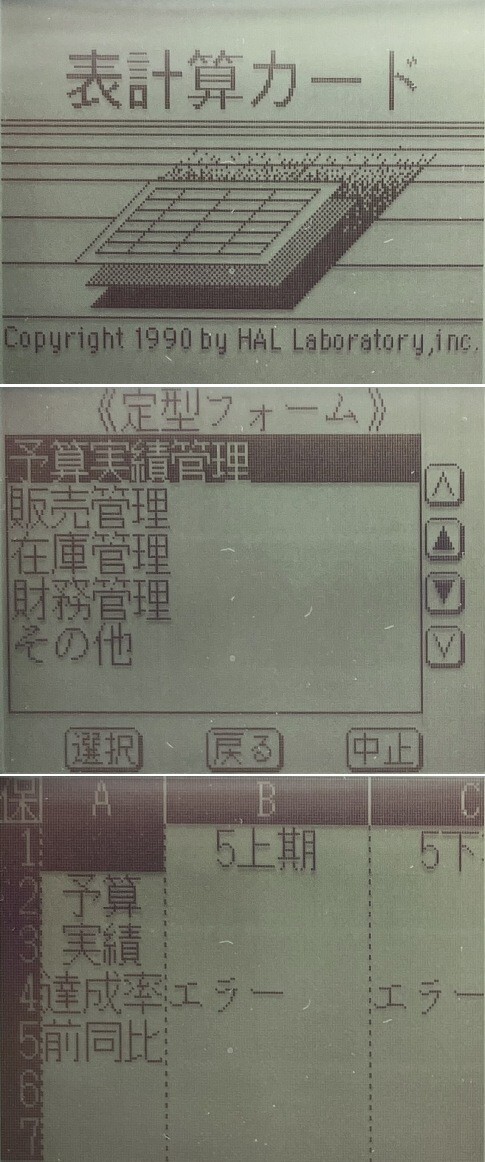 表計算カード
Copyright 1990 by HAL Laboratory,inc.
《定型フォーム》
予算実績管理
販売管理
在庫管理
財務管理
その他
選択 戻る 中止
保 A B C
1 5上期 5下
2 予算
3 実績
4 達成率 エラー エラー
5 前同比
6
7